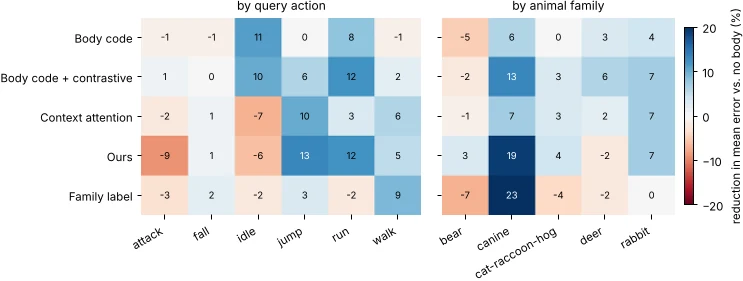 by query action
by animal family
Body code -1 -1 11 0 8 -1 -5 6 0 3 4
Body code + contrastive 1 0 10 6 12 2 -2 13 3 6 7
Context attention -2 1 -7 10 3 6 -1 7 3 2 7
Ours -9 1 -6 13 12 5 3 19 4 -2 7
Family label -3 2 -2 3 -2 9 -7 23 -4 -2 0
attack fall idle jump run walk
bear canine cat-raccoon-hog deer rabbit
20
10
0
−10
−20
reduction in mean error vs. no body (%)